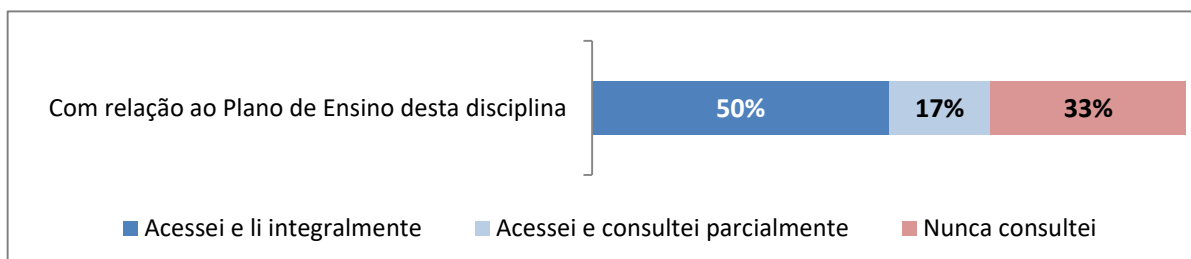 Com relação ao Plano de Ensino desta disciplina
50%
17%
33%
Acessei e li integralmente
Acessei e consultei parcialmente
Nunca consultei